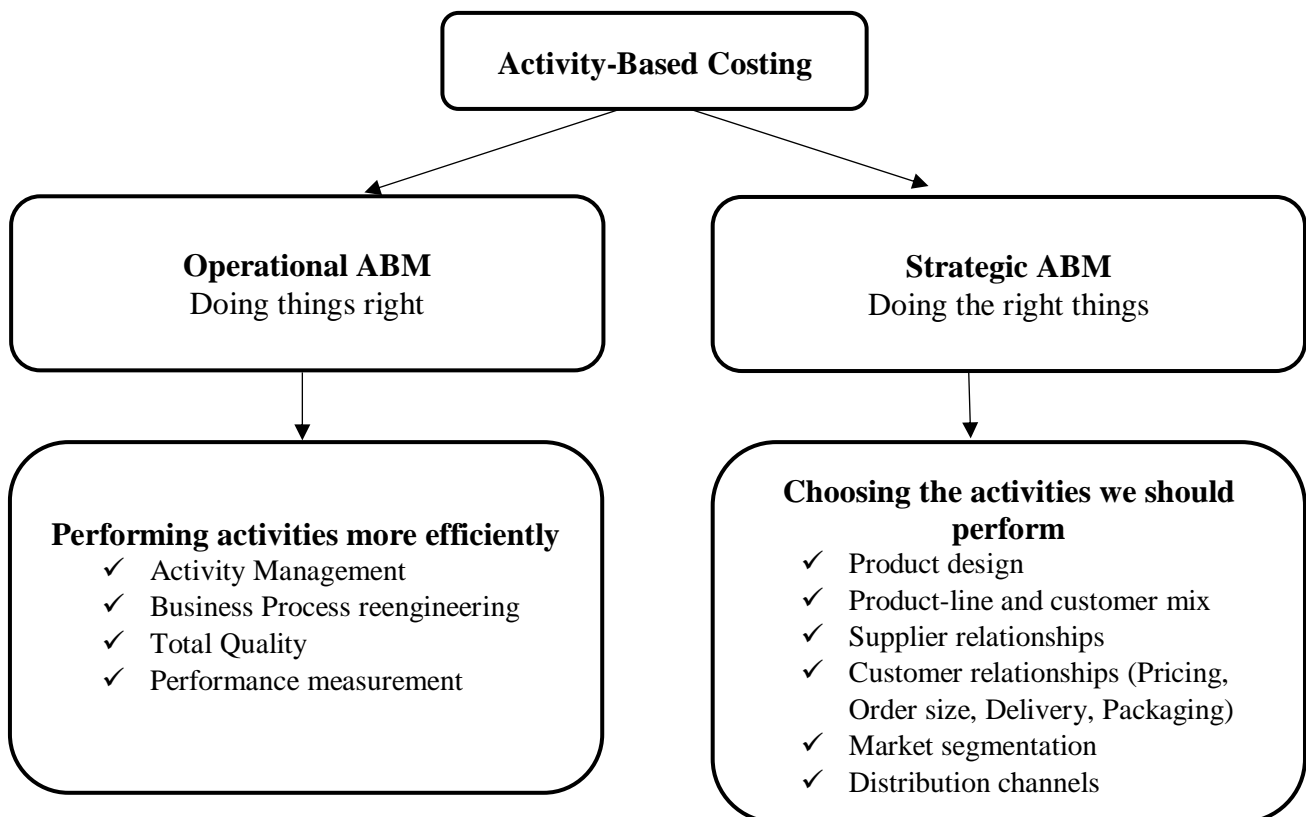 Activity-Based Costing
Operational ABM
Doing things right
Strategic ABM
Doing the right things
Performing activities more efficiently
✓ Activity Management
✓ Business Process reengineering
✓ Total Quality
✓ Performance measurement
Choosing the activities we should
perform
✓ Product design
✓ Product-line and customer mix
✓ Supplier relationships
✓ Customer relationships (Pricing,
Order size, Delivery, Packaging)
✓ Market segmentation
✓ Distribution channels